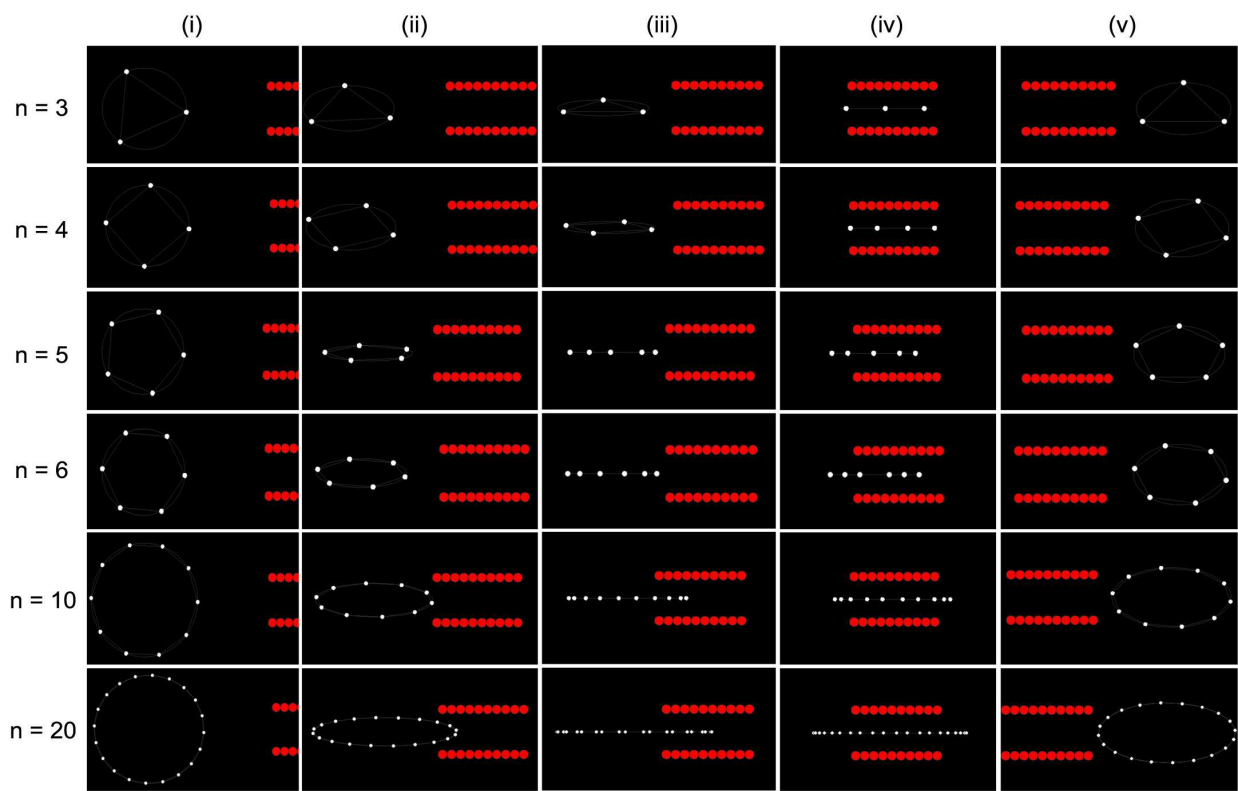 (i) (ii) (iii) (iv) (v)
n = 3
n = 4
n = 5
n = 6
n = 10
n = 20